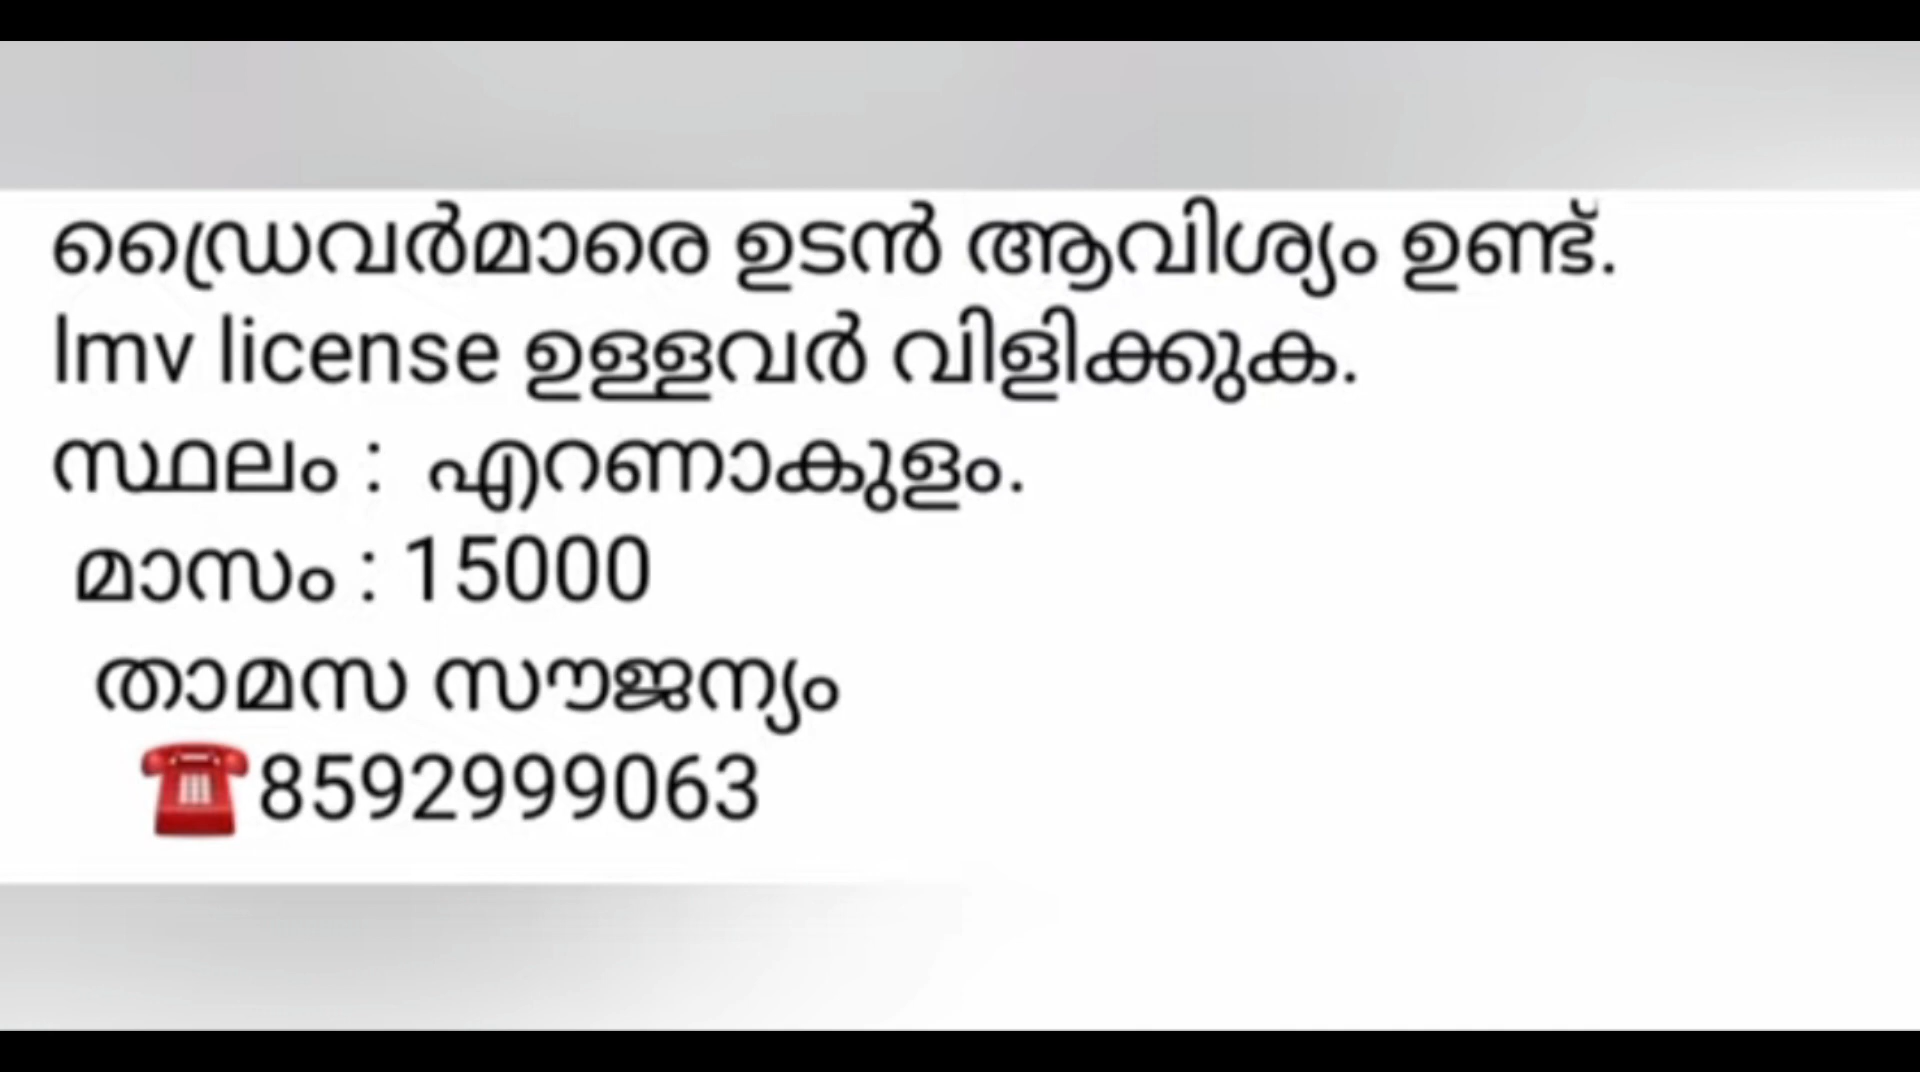 ഡ്രൈവർമാരെ ഉടൻ ആവിശ്യം ഉണ്ട്.
lmv license ഉള്ളവർ വിളിക്കുക.
സ്ഥലം : എറണാകുളം.
മാസം : 15000
താമസ സൗജന്യം
☎️8592999063